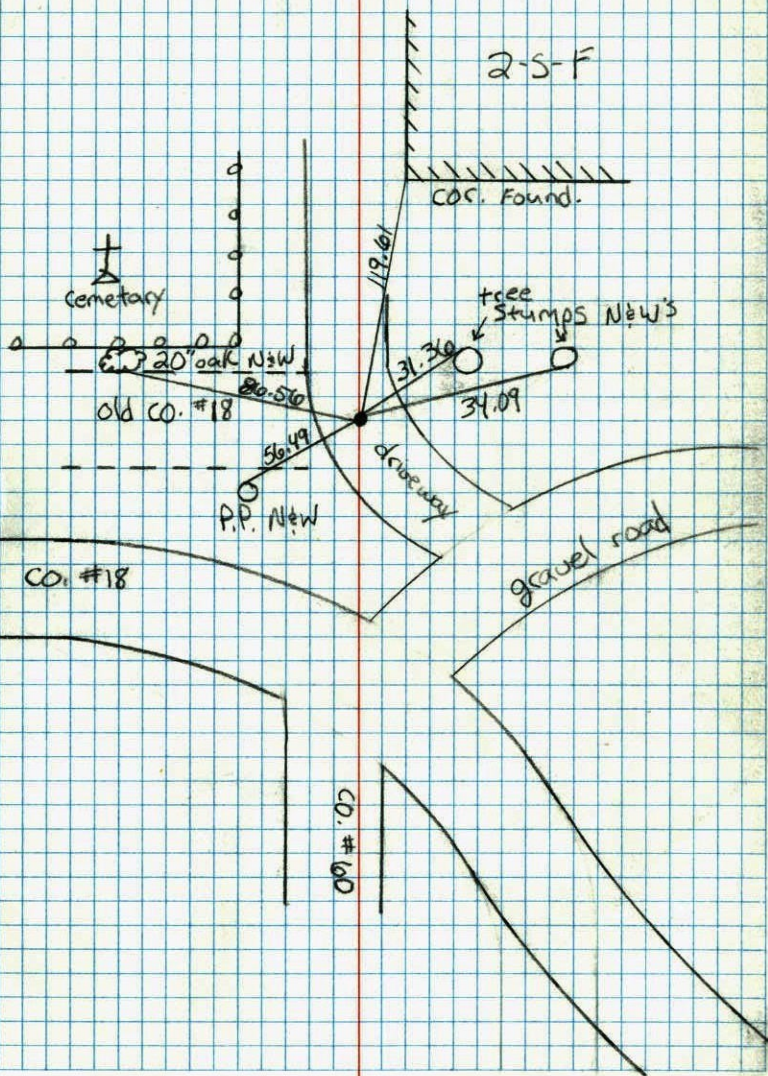 2-S-F
cor. Found.
119.61
cemetary
tree
Stumps N&W's
20" oak N&W
31.36
86.56
34.09
old co. #18
56.49
driveway
P.P. N&W
gravel road
CO. #18
CO. #60